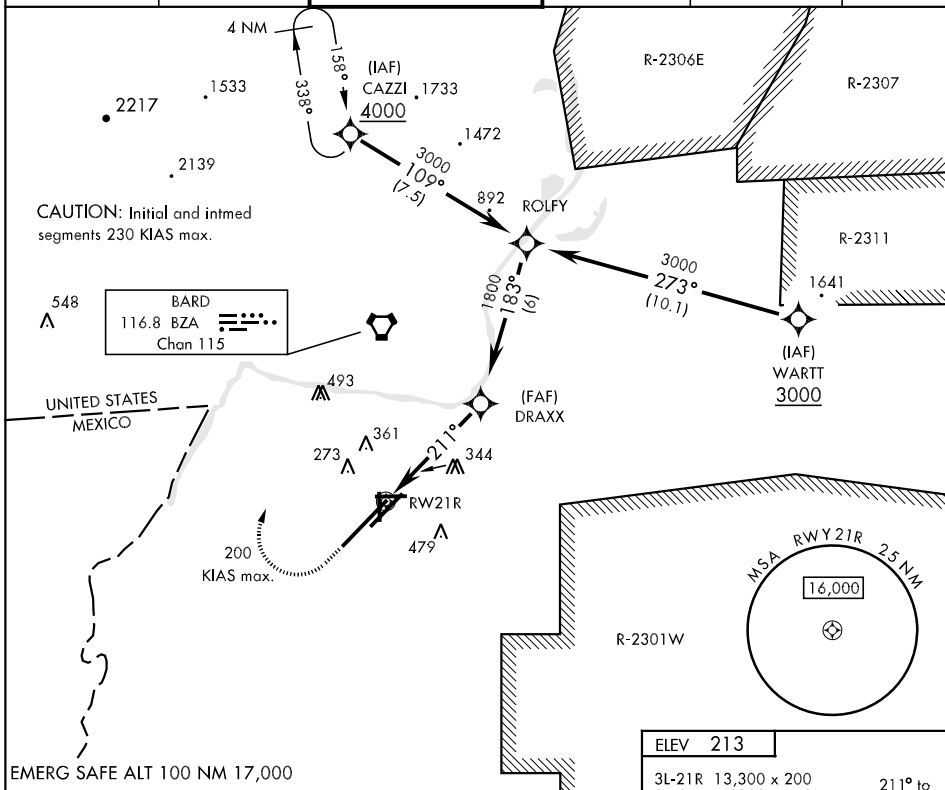 4 NM
158°
338°
(IAF)
CAZZI
4000
1533
2217
2139
1733
1472
3000
109°
(7.5)
892
ROLFY
R-2306E
R-2307
R-2311
CAUTION: Initial and intmed
segments 230 KIAS max.
3000
273°
(10.1)
1641
(IAF)
WARTT
3000
1800
183°
(6)
548
BARD
116.8 BZA
Chan 115
UNITED STATES
MEXICO
493
(FAF)
DRAXX
361
273
211°
344
RW21R
479
200
KIAS max.
MSA RWY 21R 25 NM
16,000
R-2301W
EMERG SAFE ALT 100 NM 17,000
ELEV 213
3L-21R 13,300 x 200
211° to